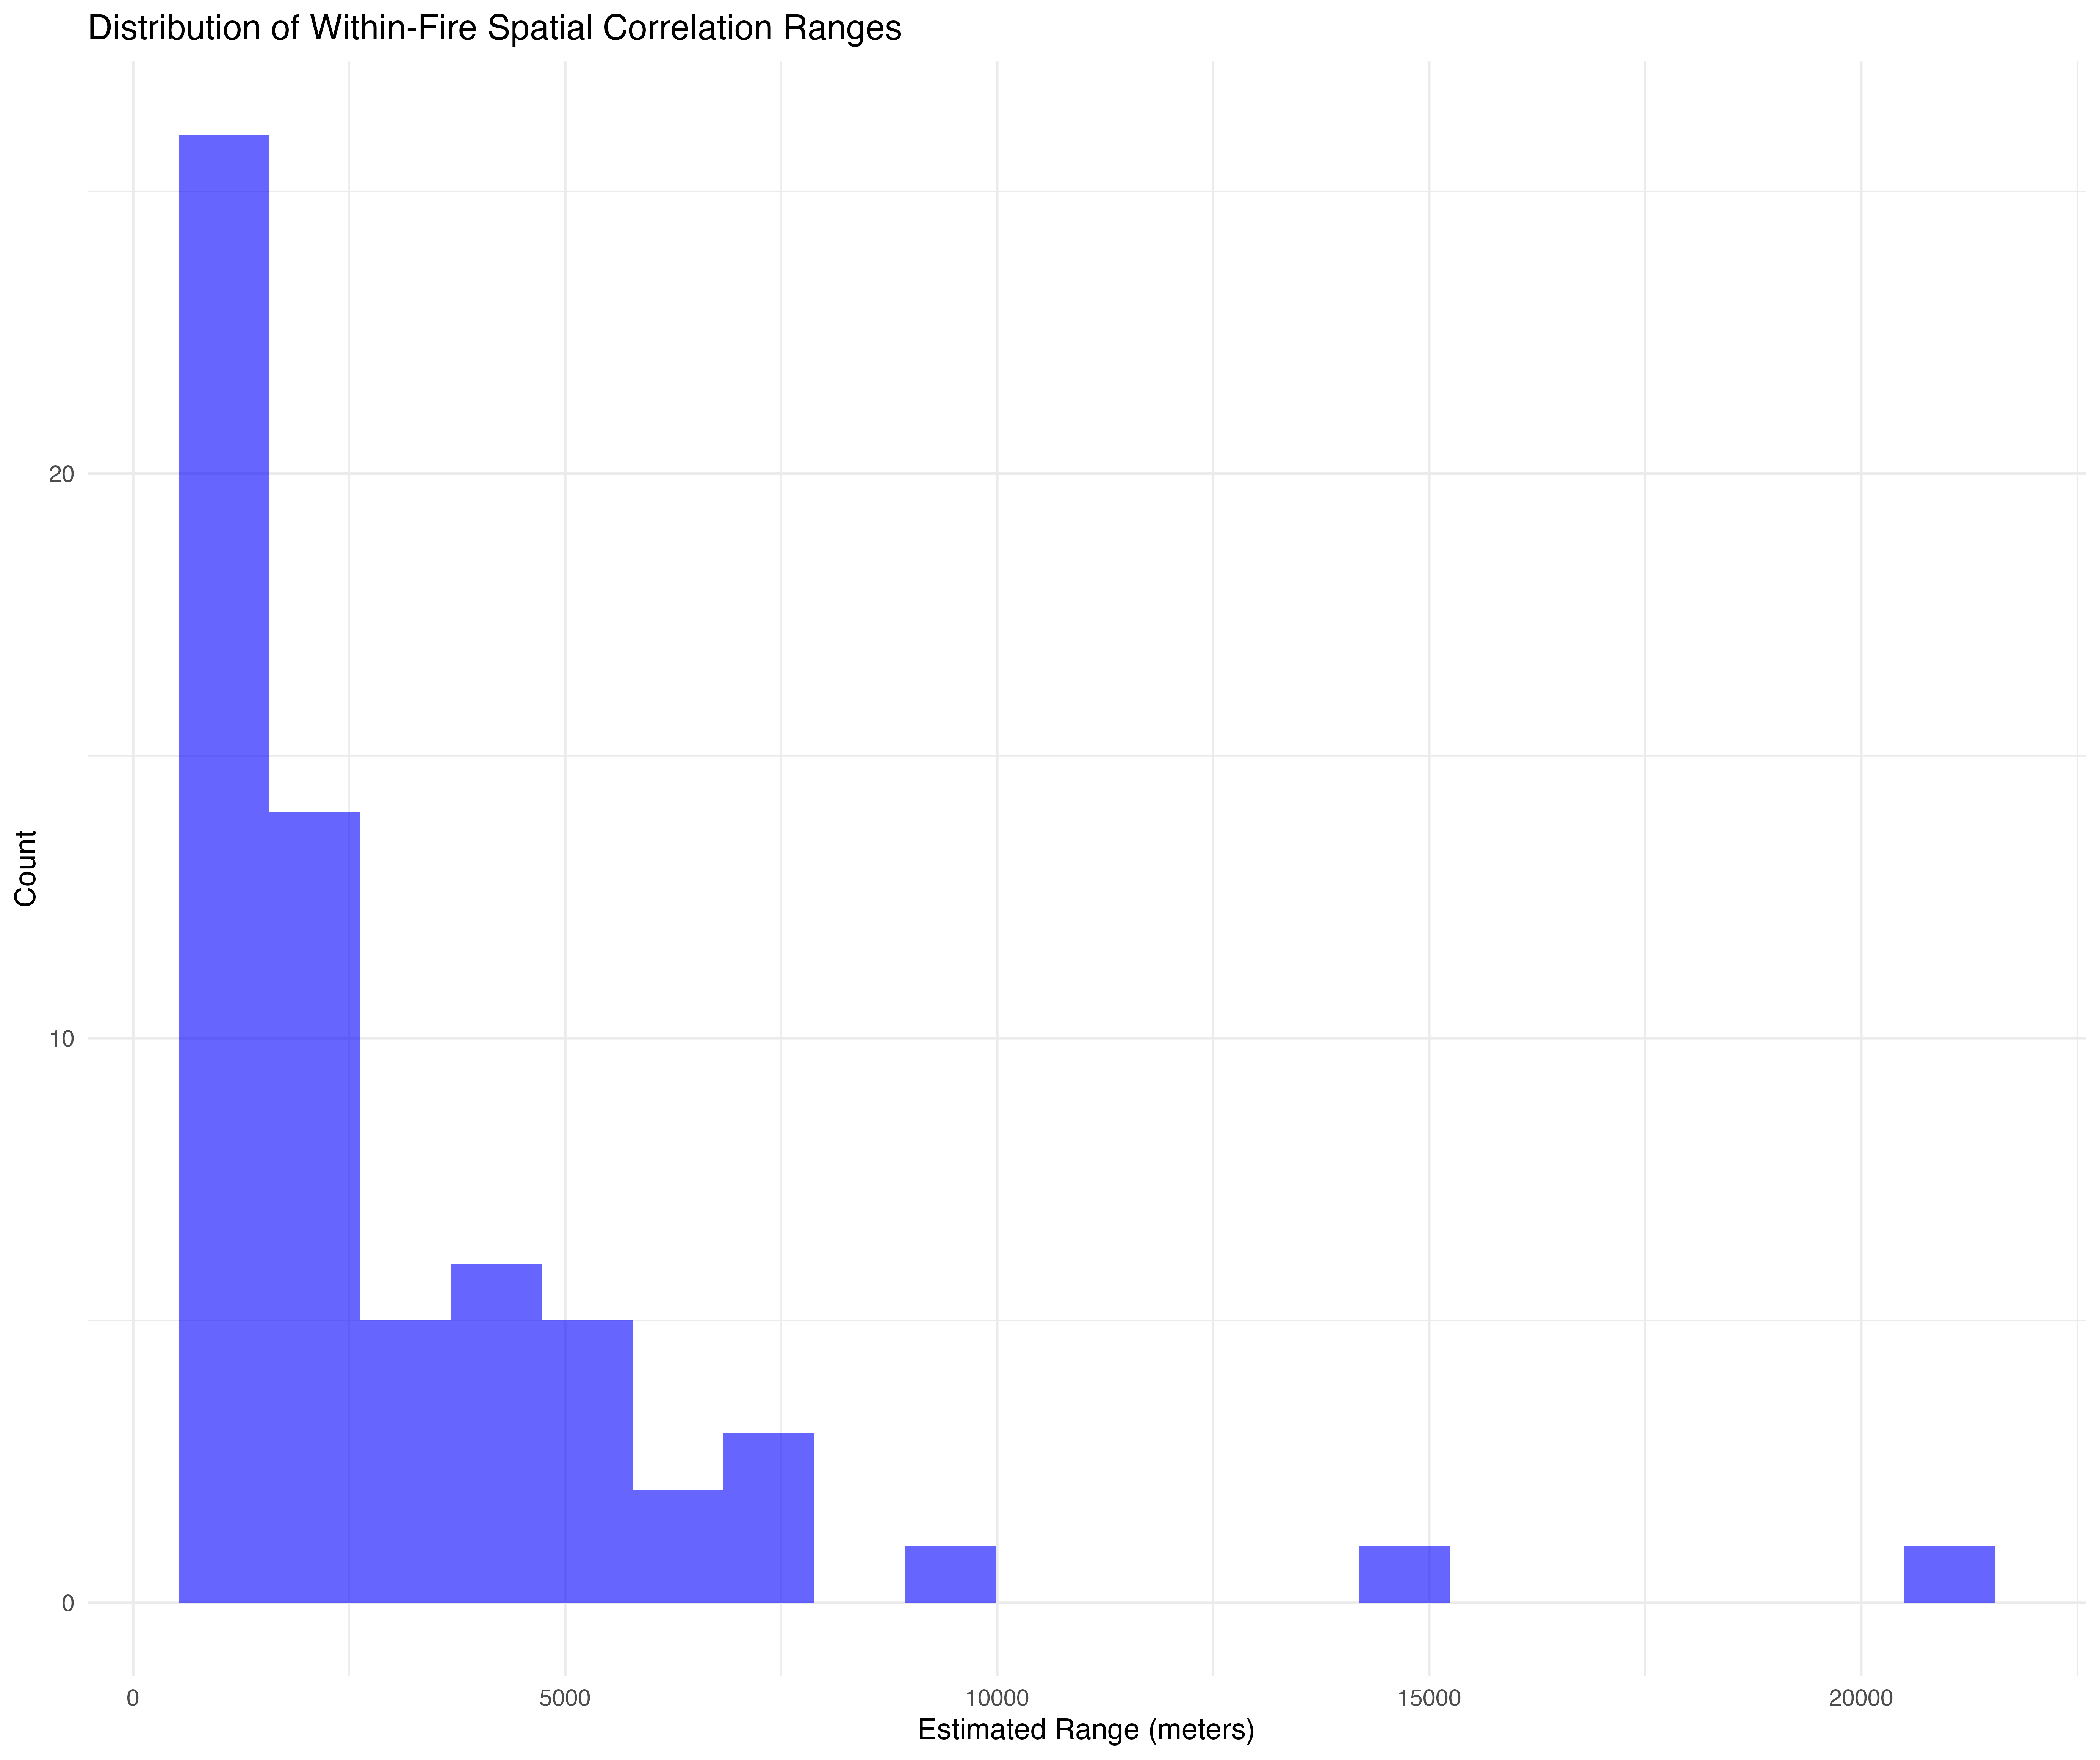 Distribution of Within-Fire Spatial Correlation Ranges
Count
20
10
0
0 5000 10000 15000 20000
Estimated Range (meters)